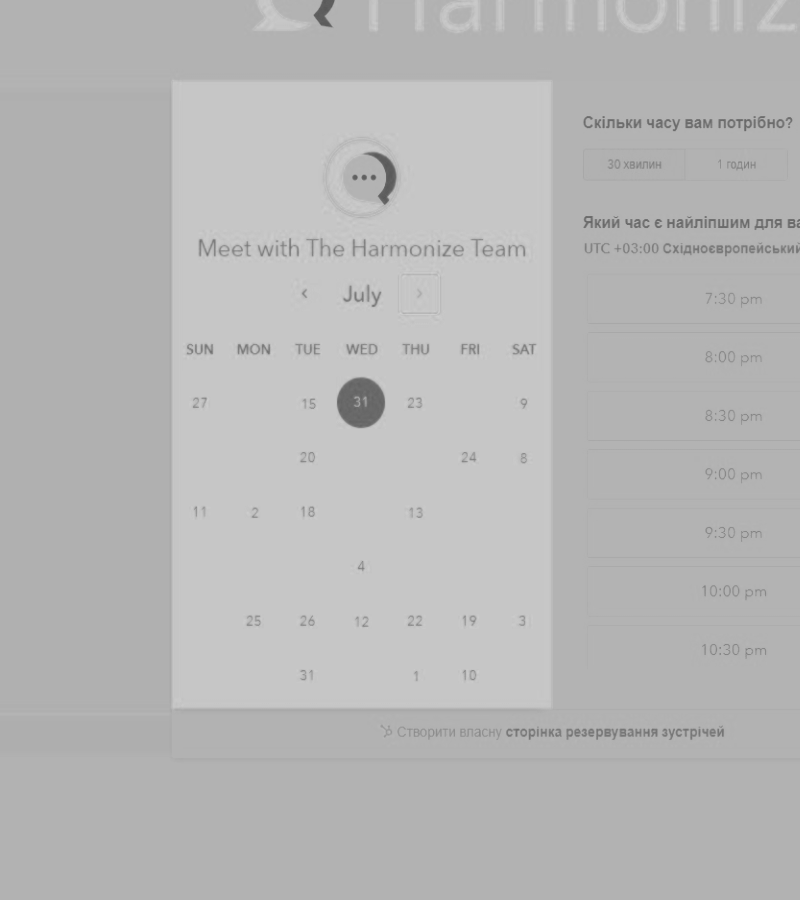 Harmoniz
Meet with The Harmonize Team
July
SUN MON TUE WED THU FRI SAT
27 15 31 23 9
20 24 8
11 2 18 13
4
25 26 12 22 19 3
31 1 10
Скільки часу вам потрібно?
30 хвилин 1 годин
Який час є найліпшим для ва
UTC +03:00 Східноєвропейський
7:30 pm
8:00 pm
8:30 pm
9:00 pm
9:30 pm
10:00 pm
10:30 pm
Створити власну сторінка резервування зустрічей